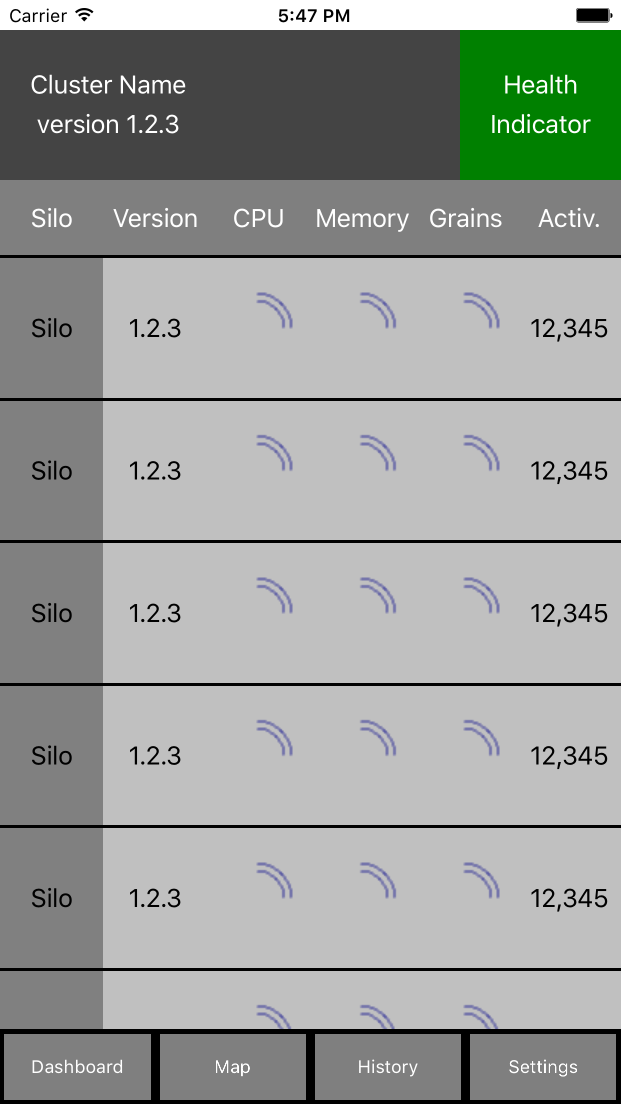 Carrier 5:47 PM
Cluster Name
version 1.2.3
Health
Indicator
Silo Version CPU Memory Grains Activ.
Silo 1.2.3 12,345
Silo 1.2.3 12,345
Silo 1.2.3 12,345
Silo 1.2.3 12,345
Silo 1.2.3 12,345
Dashboard Map History Settings